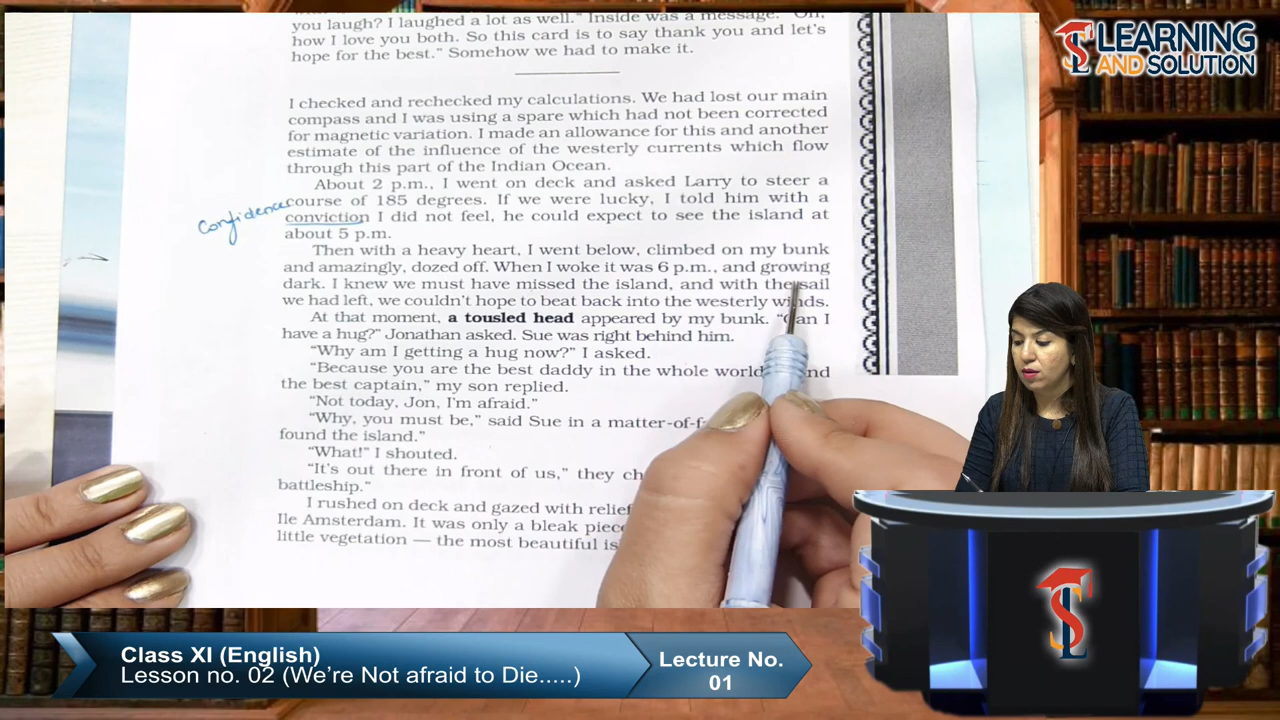 you laugh? I laughed a lot as well." Inside was a message. "Oh,
how I love you both. So this card is to say thank you and let's
hope for the best." Somehow we had to make it.
I checked and rechecked my calculations. We had lost our main
compass and I was using a spare which had not been corrected
for magnetic variation. I made an allowance for this and another
estimate of the influence of the westerly currents which flow
through this part of the Indian Ocean.
About 2 p.m., I went on deck and asked Larry to steer a
course of 185 degrees. If we were lucky, I told him with a
Confidence
conviction I did not feel, he could expect to see the island at
about 5 p.m.
Then with a heavy heart, I went below, climbed on my bunk
and amazingly, dozed off. When I woke it was 6 p.m., and growing
dark. I knew we must have missed the island, and with the sail
we had left, we couldn't hope to beat back into the westerly winds.
At that moment, a tousled head appeared by my bunk. "Can I
have a hug?" Jonathan asked. Sue was right behind him.
"Why am I getting a hug now?" I asked.
"Because you are the best daddy in the whole world
the best captain," my son replied.
"Not today, Jon, I'm afraid."
"Why, you must be," said Sue in a matter-of-f
found the island."
"What!" I shouted.
"It's out there in front of us," they ch
battleship."
I rushed on deck and gazed with relief
Ile Amsterdam. It was only a bleak piece
little vegetation — the most beautiful is
LEARNING
AND SOLUTION
Class XI (English)
Lesson no. 02 (We're Not afraid to Die.....)
Lecture No.
01